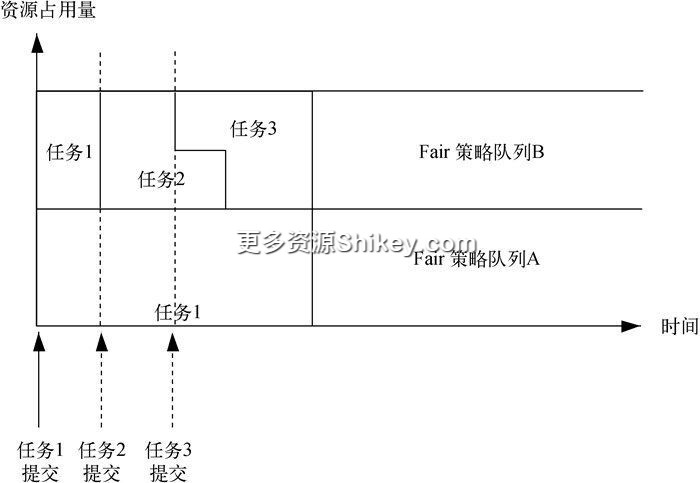 资源占用量
任务1
任务3
任务2
Fair 策略队列B
更多资源Shikey.com
Fair 策略队列A
任务1
时间
任务1
提交
任务2
提交
任务3
提交